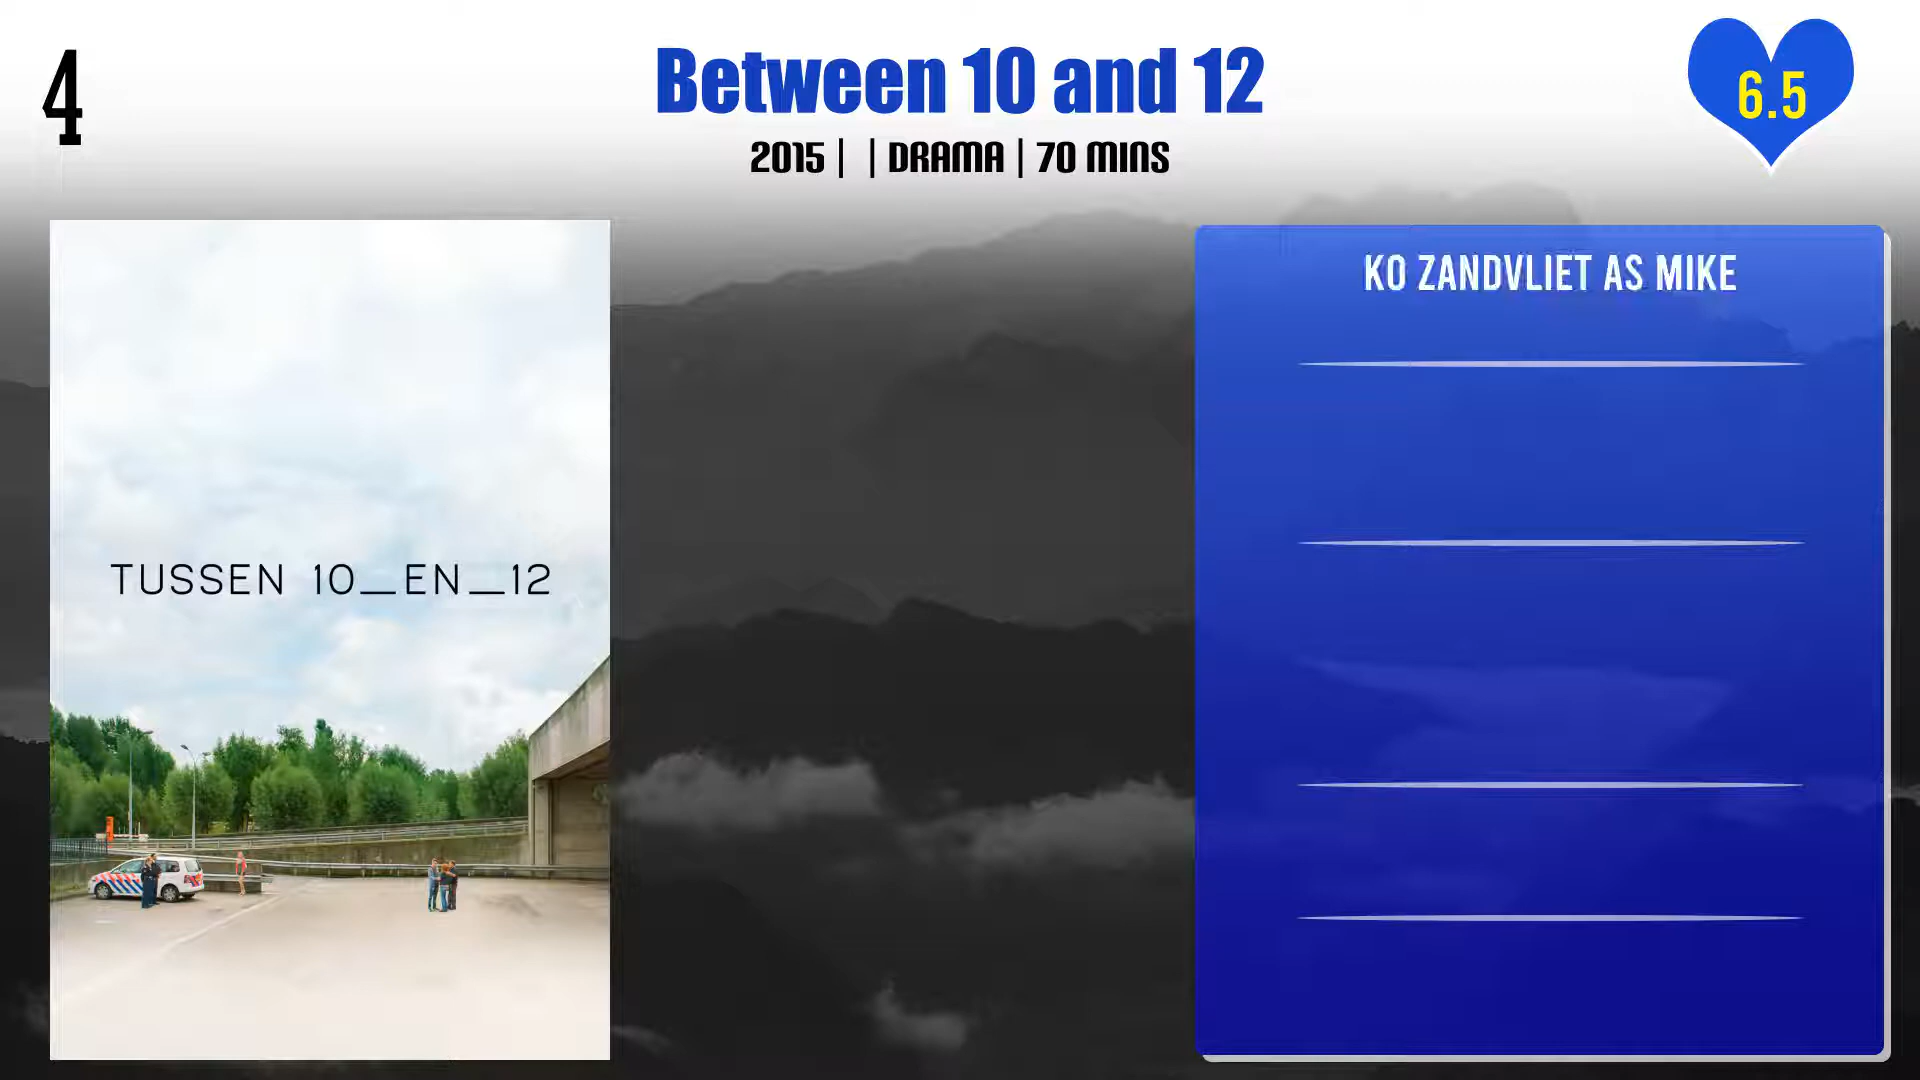 4
Between 10 and 12
6.5
2015 | | DRAMA | 70 MINS
KO ZANDVLIET AS MIKE
TUSSEN 10_EN_12